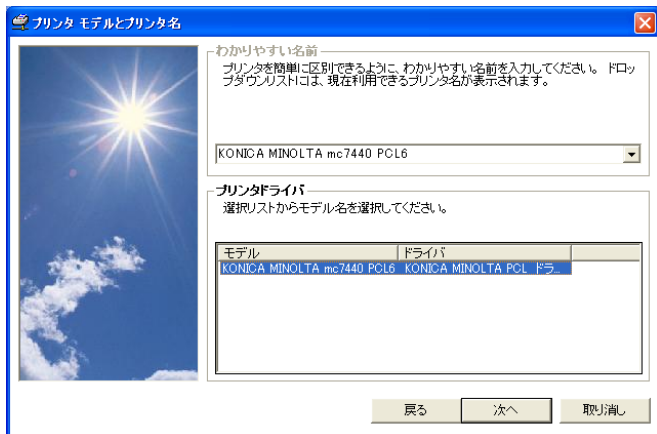 プリンタ モデルとプリンタ名
わかりやすい名前
プリンタを簡単に区別できるように、わかりやすい名前を入力してください。 ドロッ
プダウンリストには、現在利用できるプリンタ名が表示されます。
KONICA MINOLTA mc7440 PCL6
プリンタドライバ
選択リストからモデル名を選択してください。
モデル ドライバ
KONICA MINOLTA mc7440 PCL6 KONICA MINOLTA PCL ドラ...
戻る 次へ 取り消し